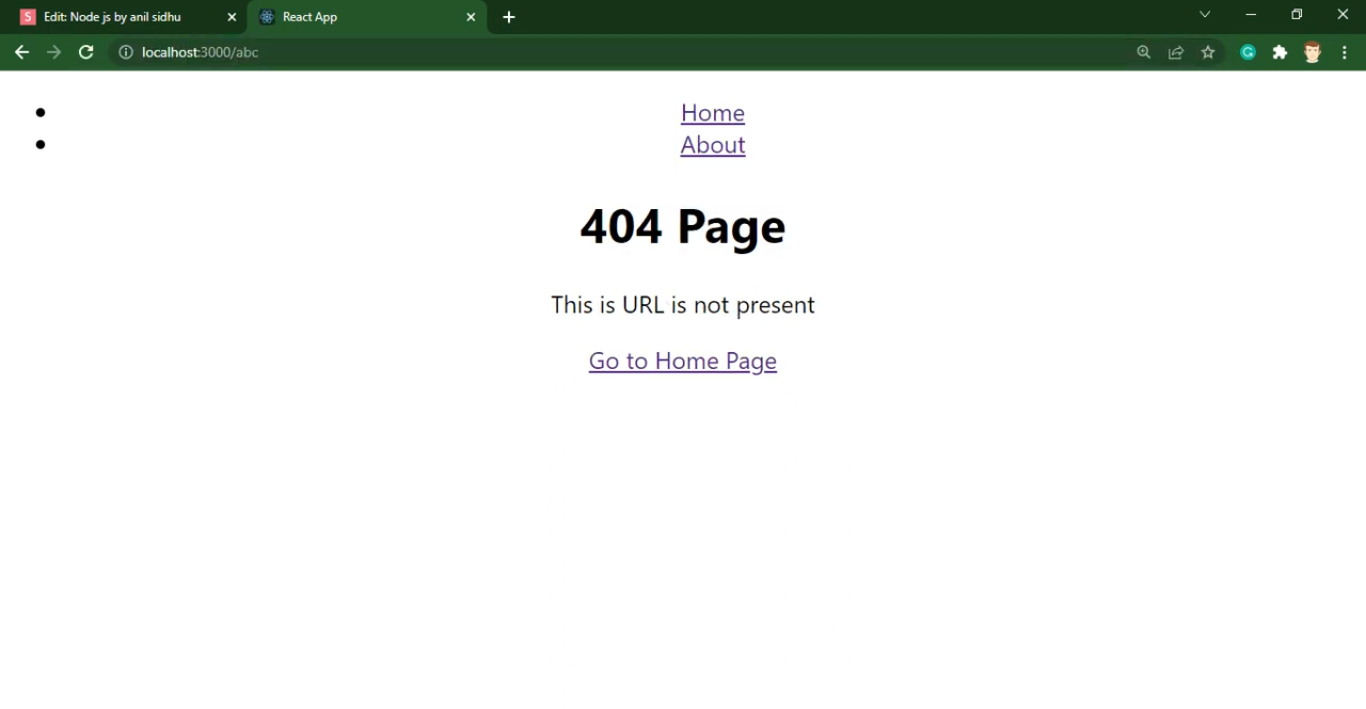 S Edit: Node js by anil sidhu
React App
localhost:3000/abc
G
Home
About
404 Page
This is URL is not present
Go to Home Page